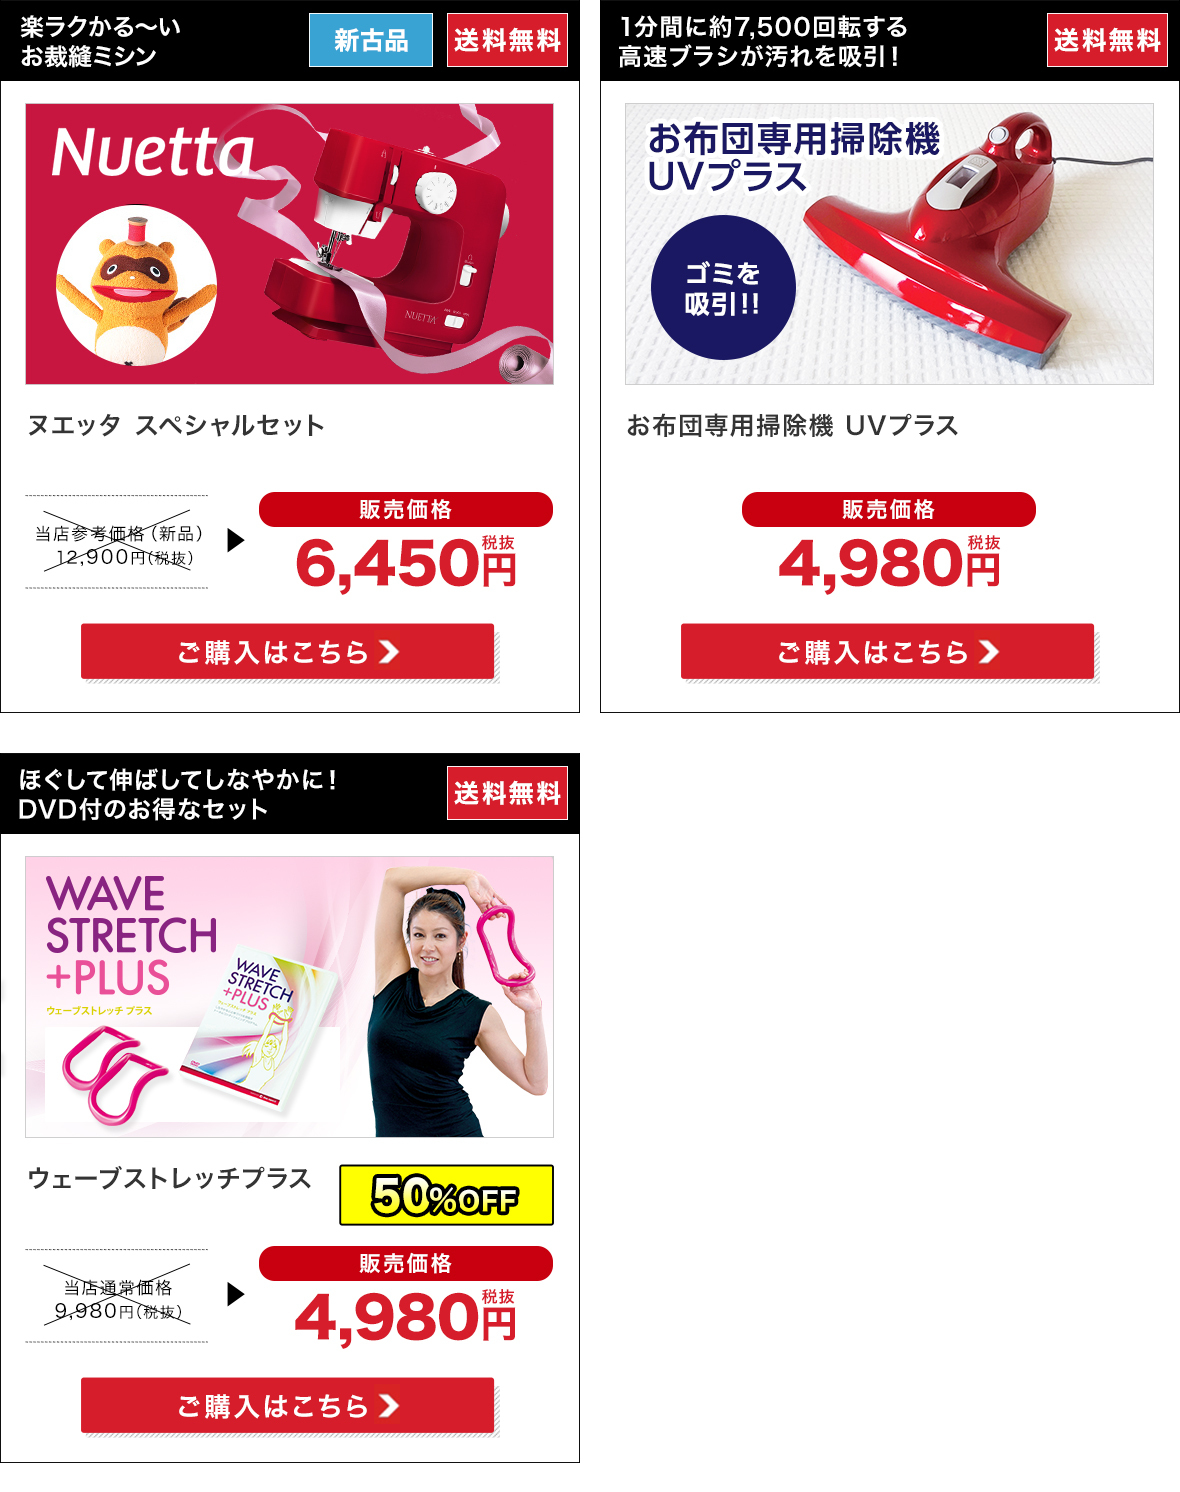 楽ラクかる〜い
お裁縫ミシン
新古品
送料無料
Nuetta
NUETTA
ヌエッタ スペシャルセット
当店参考価格（新品）
12,900円（税抜）
販売価格
6,450円 税抜
ご購入はこちら
1分間に約7,500回転する
高速ブラシが汚れを吸引！
送料無料
お布団専用掃除機
UVプラス
ゴミを
吸引!!
お布団専用掃除機 UVプラス
販売価格
4,980円 税抜
ご購入はこちら
ほぐして伸ばしてしなやかに！
DVD付のお得なセット
送料無料
WAVE
STRETCH
+PLUS
ウェーブストレッチ プラス
WAVE
STRETCH
+PLUS
ウェーブストレッチ プラス
ウェーブストレッチプラス
50%OFF
当店通常価格
9,980円（税抜）
販売価格
4,980円 税抜
ご購入はこちら